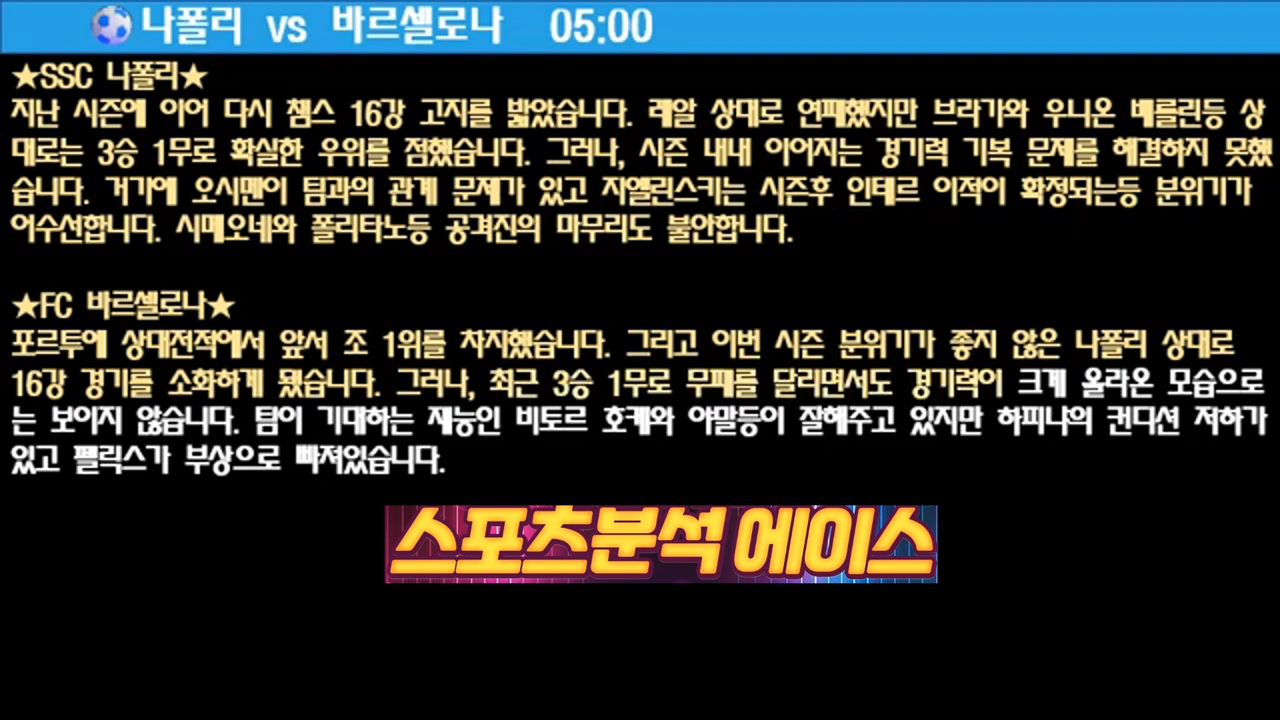 나폴리 vs 바르셀로나 05:00
★SSC 나폴리★
지난 시즌에 이어 다시 챔스 16강 고지를 밟았습니다. 레알 상대로 연패했지만 브라가와 우니온 베를린등 상
대로는 3승 1무로 확실한 우위를 점했습니다. 그러나, 시즌 내내 이어지는 경기력 기복 문제를 해결하지 못했
습니다. 거기에 오시멘이 팀과의 관계 문제가 있고 지엘린스키는 시즌후 인테르 이적이 확정되는등 분위기가
어수선합니다. 시메오네와 폴리타노등 공격진의 마무리도 불안합니다.
★FC 바르셀로나★
포르투에 상대전적에서 앞서 조 1위를 차지했습니다. 그리고 이번 시즌 분위기가 좋지 않은 나폴리 상대로
16강 경기를 소화하게 됐습니다. 그러나, 최근 3승 1무로 무패를 달리면서도 경기력이 크게 올라온 모습으로
는 보이지 않습니다. 팀이 기대하는 재능인 비토르 호케와 야말등이 잘해주고 있지만 하피냐의 컨디션 저하가
있고 펠릭스가 부상으로 빠져있습니다.
스포츠분석 에이스